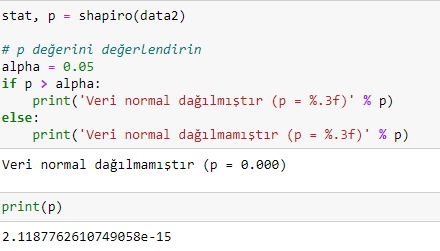 stat, p = shapiro(data2)
# p değerini değerlendirin
alpha = 0.05
if p > alpha:
    print('Veri normal dağılmıştır (p = %.3f)' % p)
else:
    print('Veri normal dağılmamıştır (p = %.3f)' % p)
Veri normal dağılmamıştır (p = 0.000)
print(p)
2.1187762610749058e-15